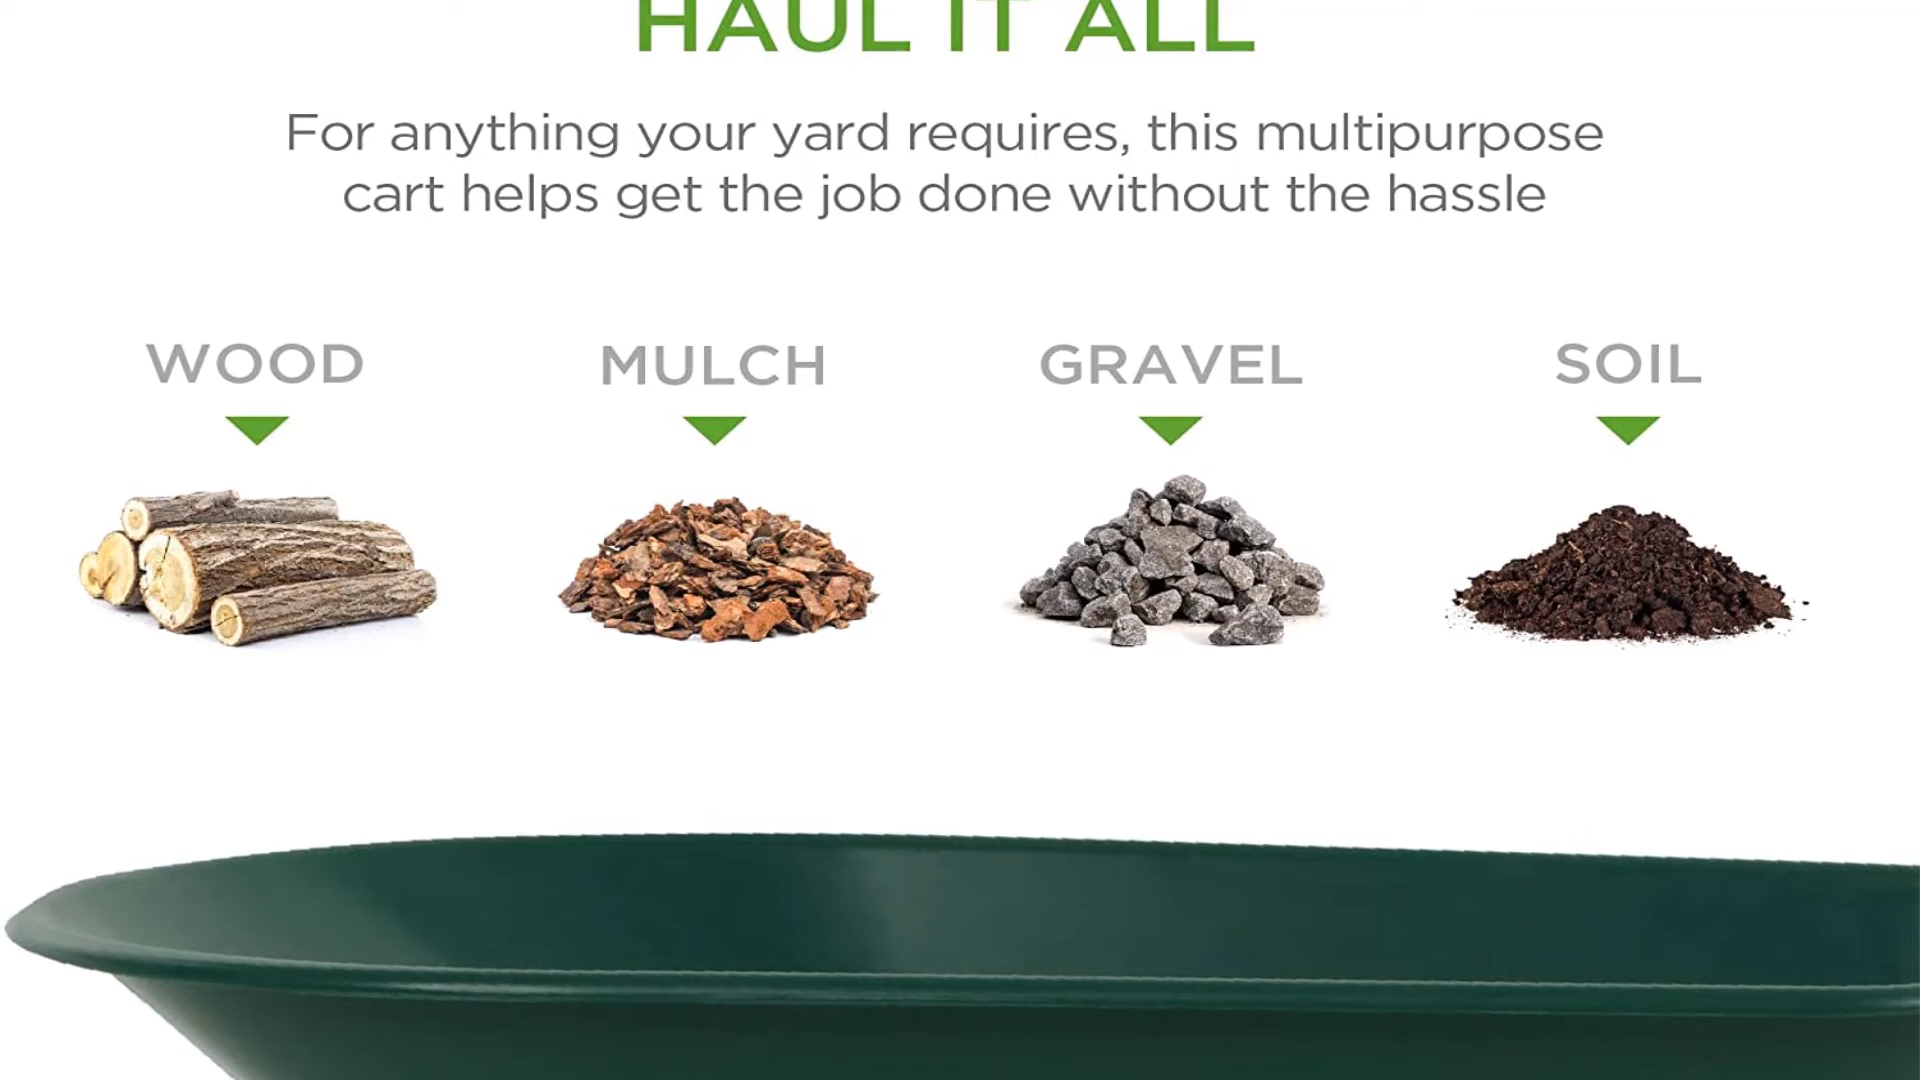 HAUL IT ALL
For anything your yard requires, this multipurpose
cart helps get the job done without the hassle
WOOD MULCH GRAVEL SOIL